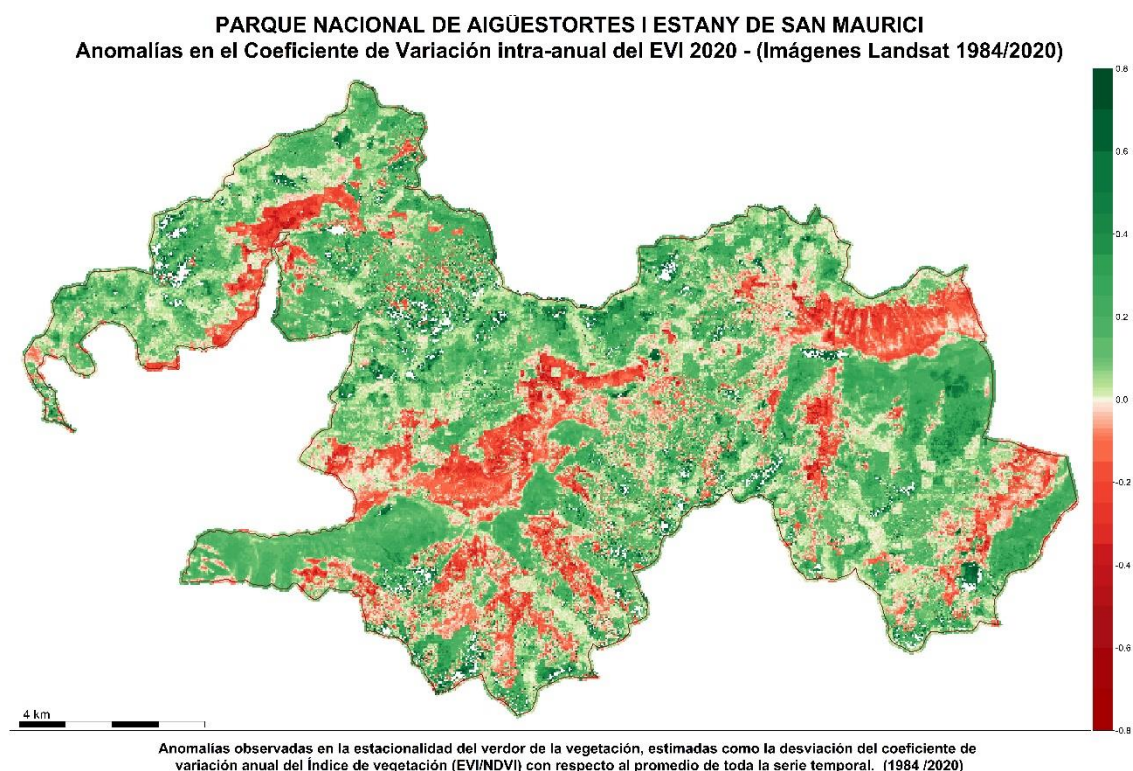 PARQUE NACIONAL DE AIGÜESTORTES I ESTANY DE SAN MAURICI
Anomalías en el Coeficiente de Variación intra-anual del EVI 2020 - (Imágenes Landsat 1984/2020)
0.8
0.6
0.4
0.2
0.0
-0.2
-0.4
-0.6
-0.8
4 km
Anomalías observadas en la estacionalidad del verdor de la vegetación, estimadas como la desviación del coeficiente de
variación anual del Índice de vegetación (EVI/NDVI) con respecto al promedio de toda la serie temporal. (1984 /2020)